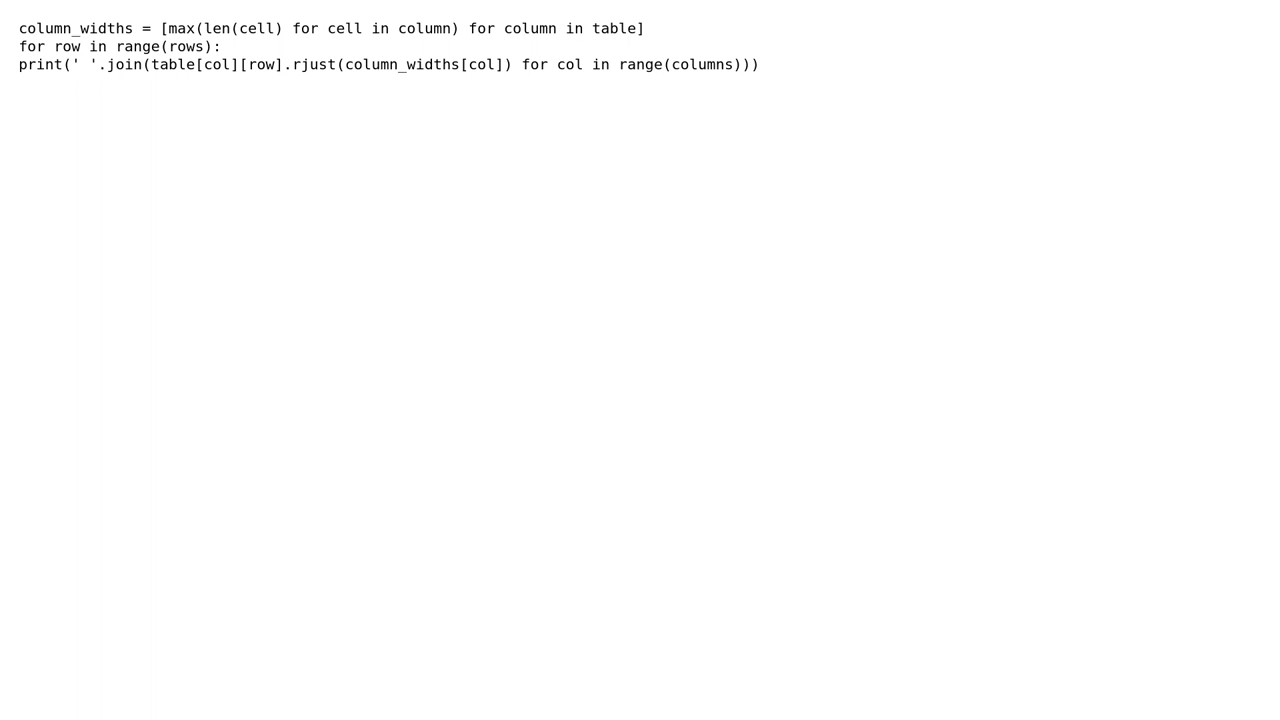 column_widths = [max(len(cell) for cell in column) for column in table]
for row in range(rows):
print(' '.join(table[col][row].rjust(column_widths[col]) for col in range(columns)))